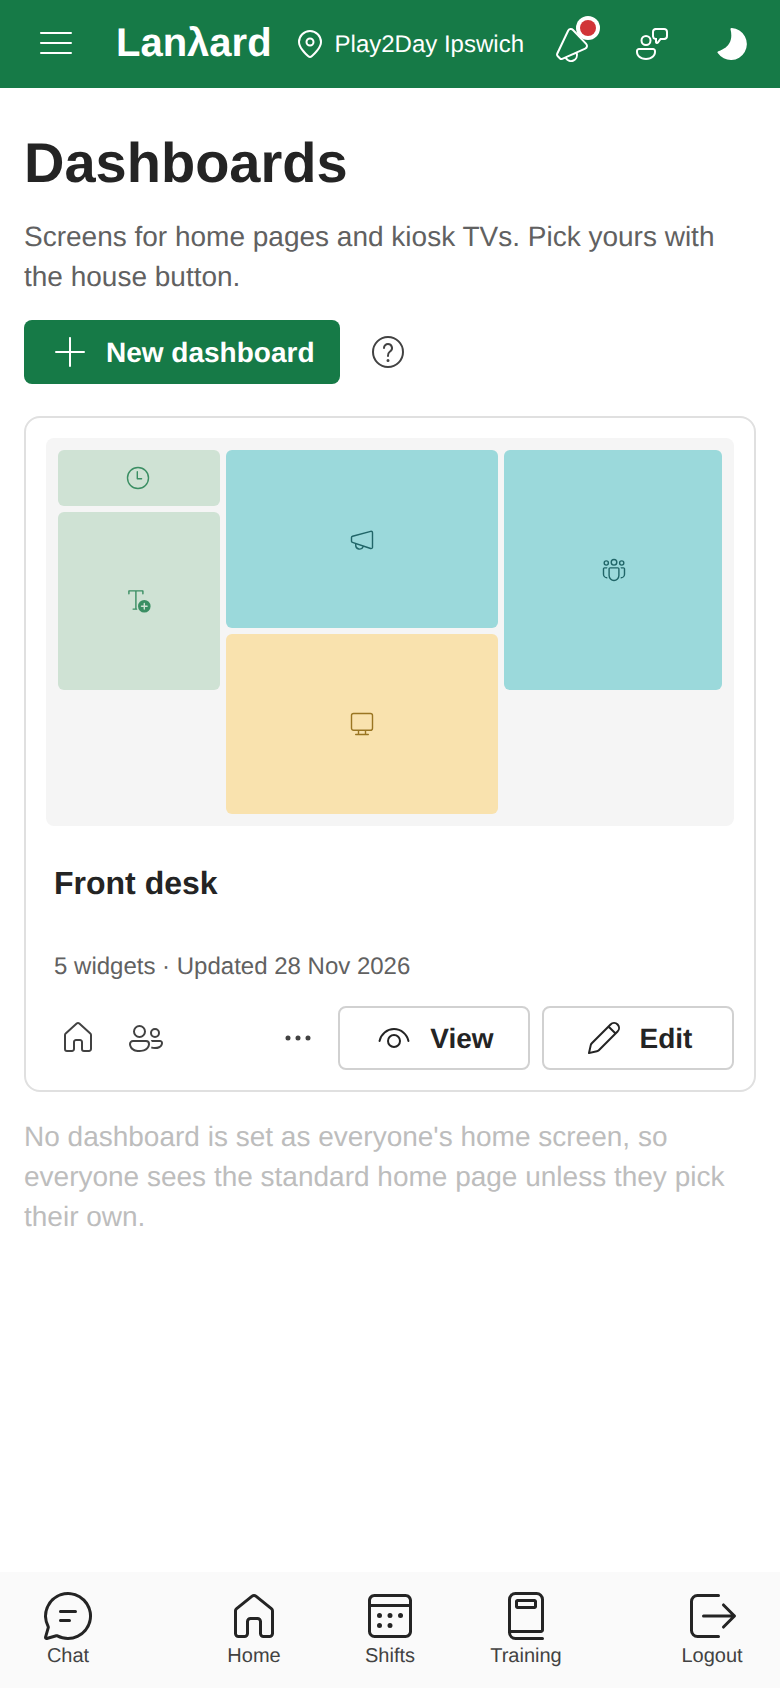 Lanλard
Play2Day Ipswich
Dashboards
Screens for home pages and kiosk TVs. Pick yours with
the house button.
New dashboard
Front desk
5 widgets · Updated 28 Nov 2026
View
Edit
No dashboard is set as everyone's home screen, so
everyone sees the standard home page unless they pick
their own.
Chat
Home
Shifts
Training
Logout